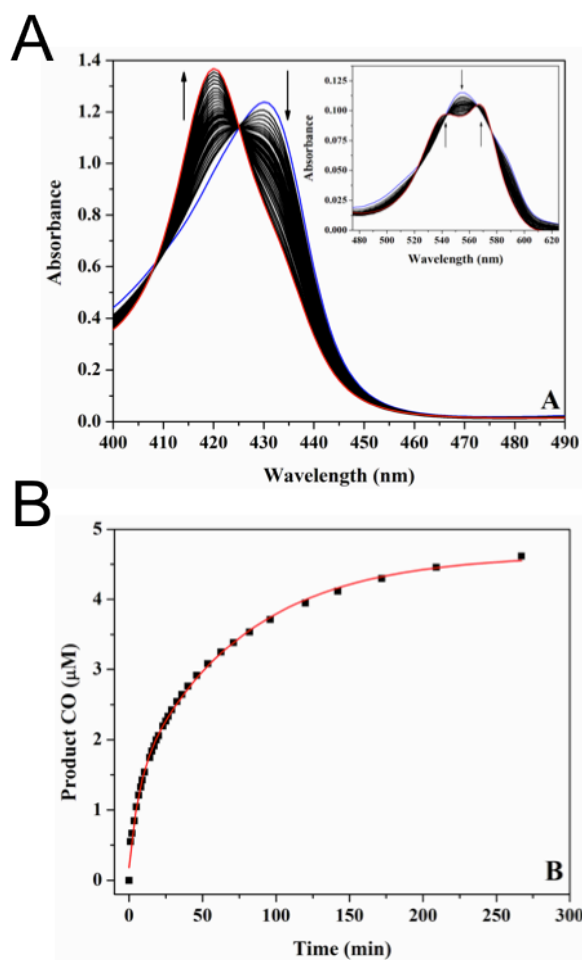 A
1.4
1.2
1.0
0.8
0.6
0.4
0.2
0.0
Absorbance
400 410 420 430 440 450 460 470 480 490
Wavelength (nm)
A
0.125
0.100
0.075
0.050
0.025
0.000
Absorbance
480 500 520 540 560 580 600 620
Wavelength (nm)
B
5
4
3
2
1
0
Product CO (µM)
0 50 100 150 200 250 300
Time (min)
B